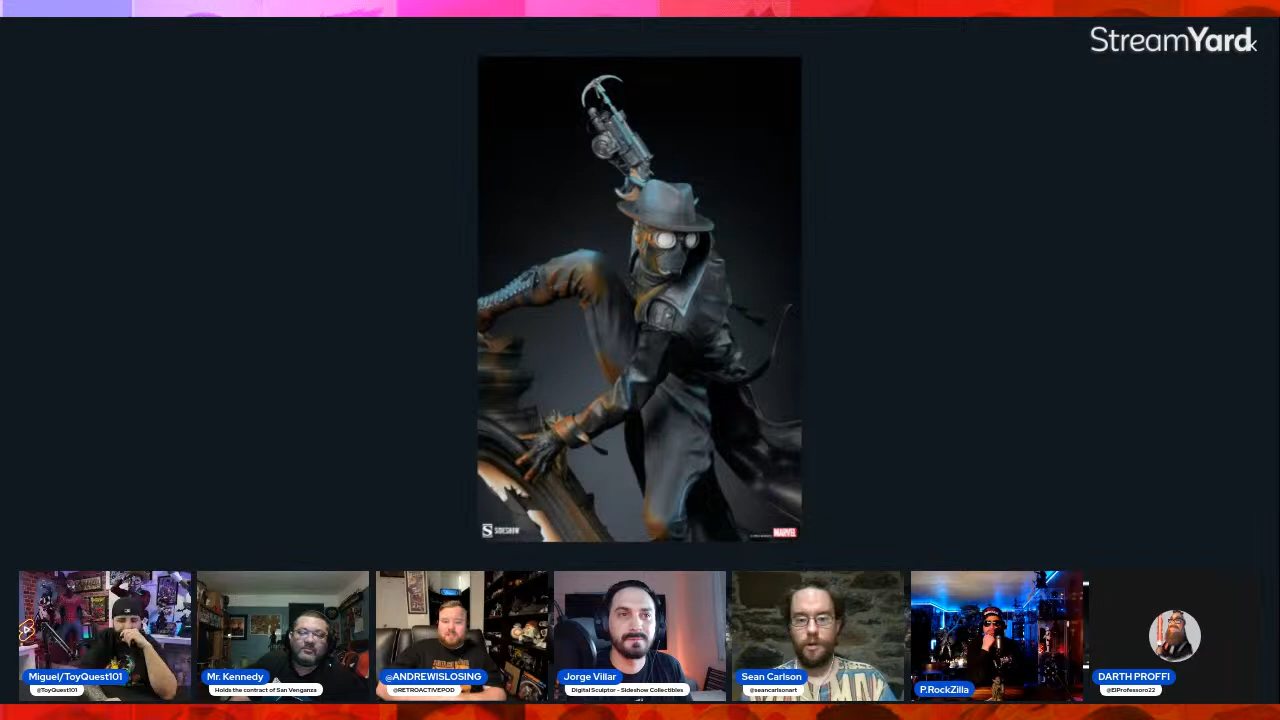 StreamYard
S SIDESHOW
MARVEL
Miguel/ToyQuest101
@ToyQuest101
Mr. Kennedy
Holds the contract of San Venganza
@ANDREWISLOSING
@RETROACTIVEPOD
Jorge Villar
Digital Sculptor - Sideshow Collectibles
Sean Carlson
@seancarlsonart
P.RockZilla
DARTH PROFFI
@ElProfessoro22